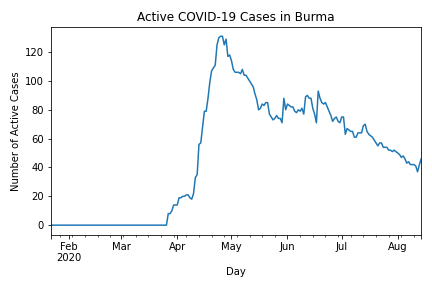 Active COVID-19 Cases in Burma
Number of Active Cases
120
100
80
60
40
20
0
Feb Mar Apr May Jun Jul Aug
2020
Day